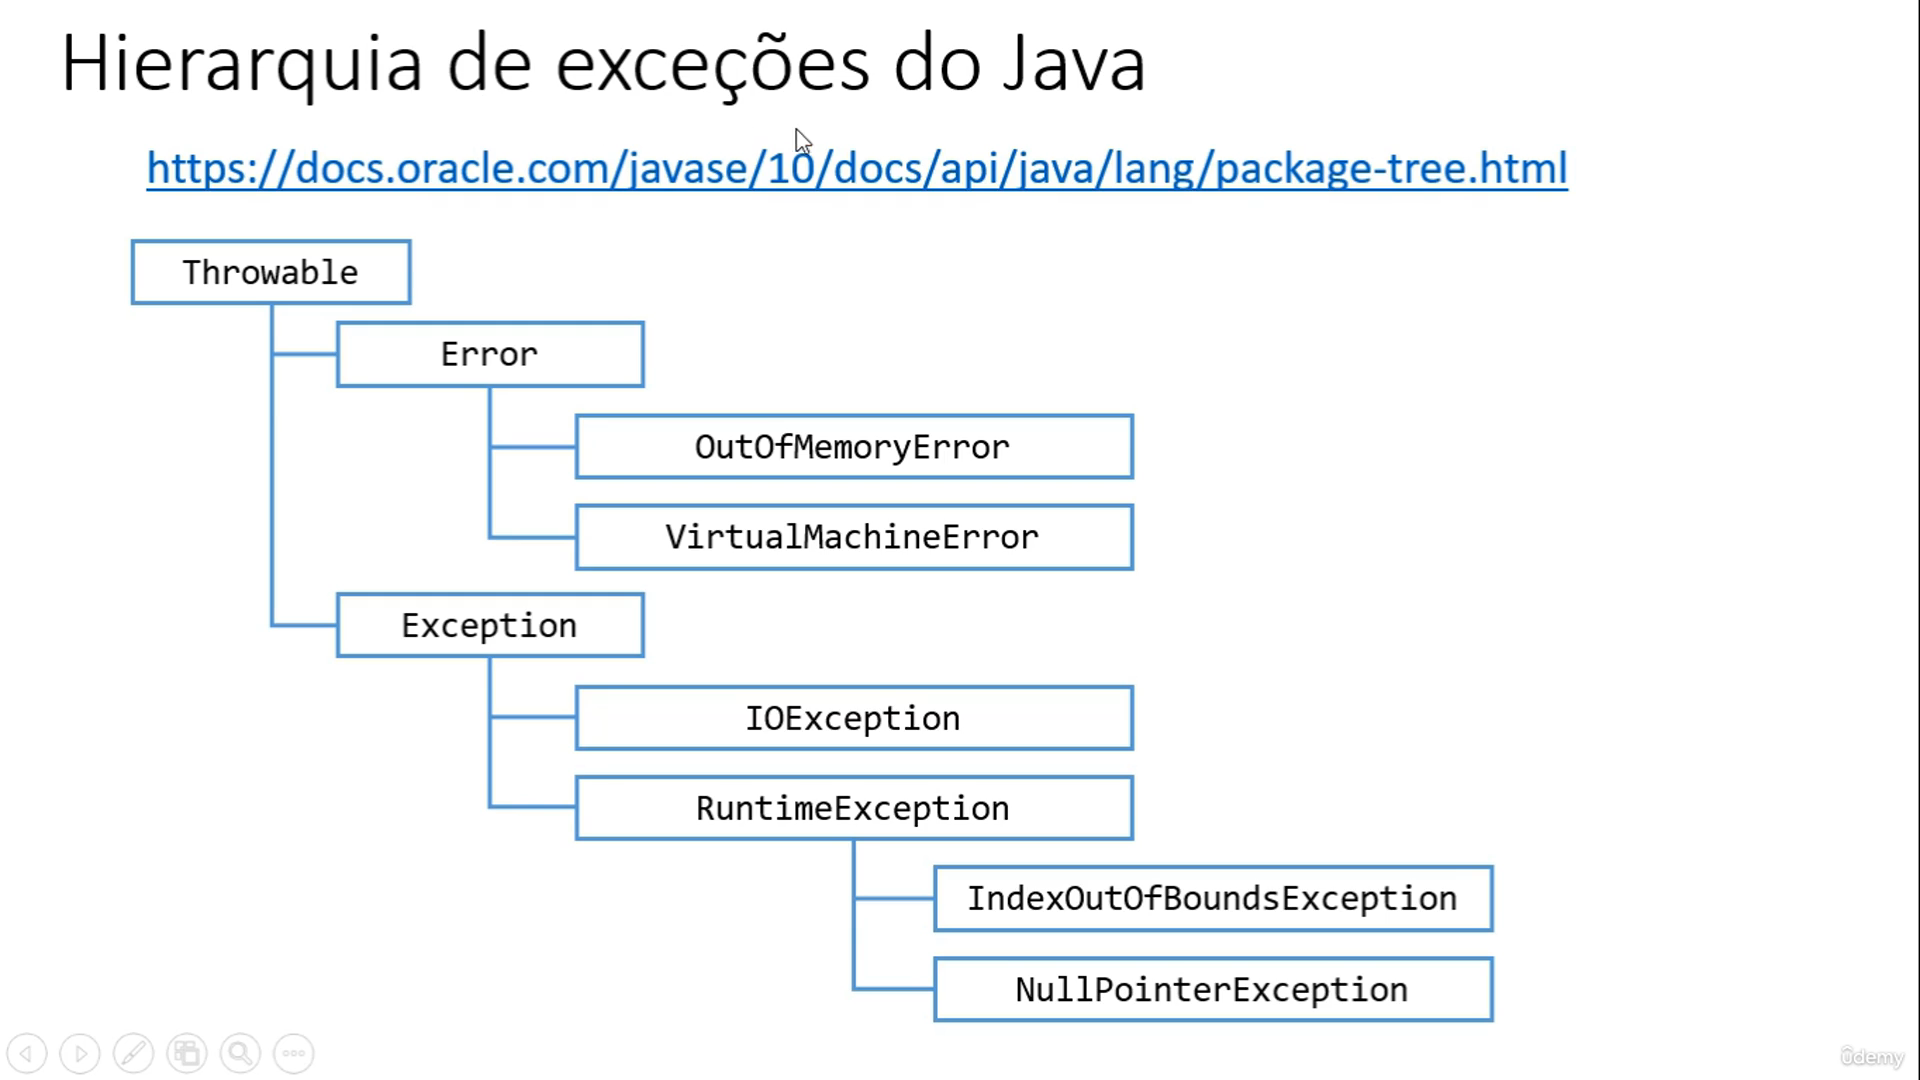 Hierarquia de exceções do Java
https://docs.oracle.com/javase/10/docs/api/java/lang/package-tree.html
Throwable
Error
OutOfMemoryError
VirtualMachineError
Exception
IOException
RuntimeException
IndexOutOfBoundsException
NullPointerException
ûdemy